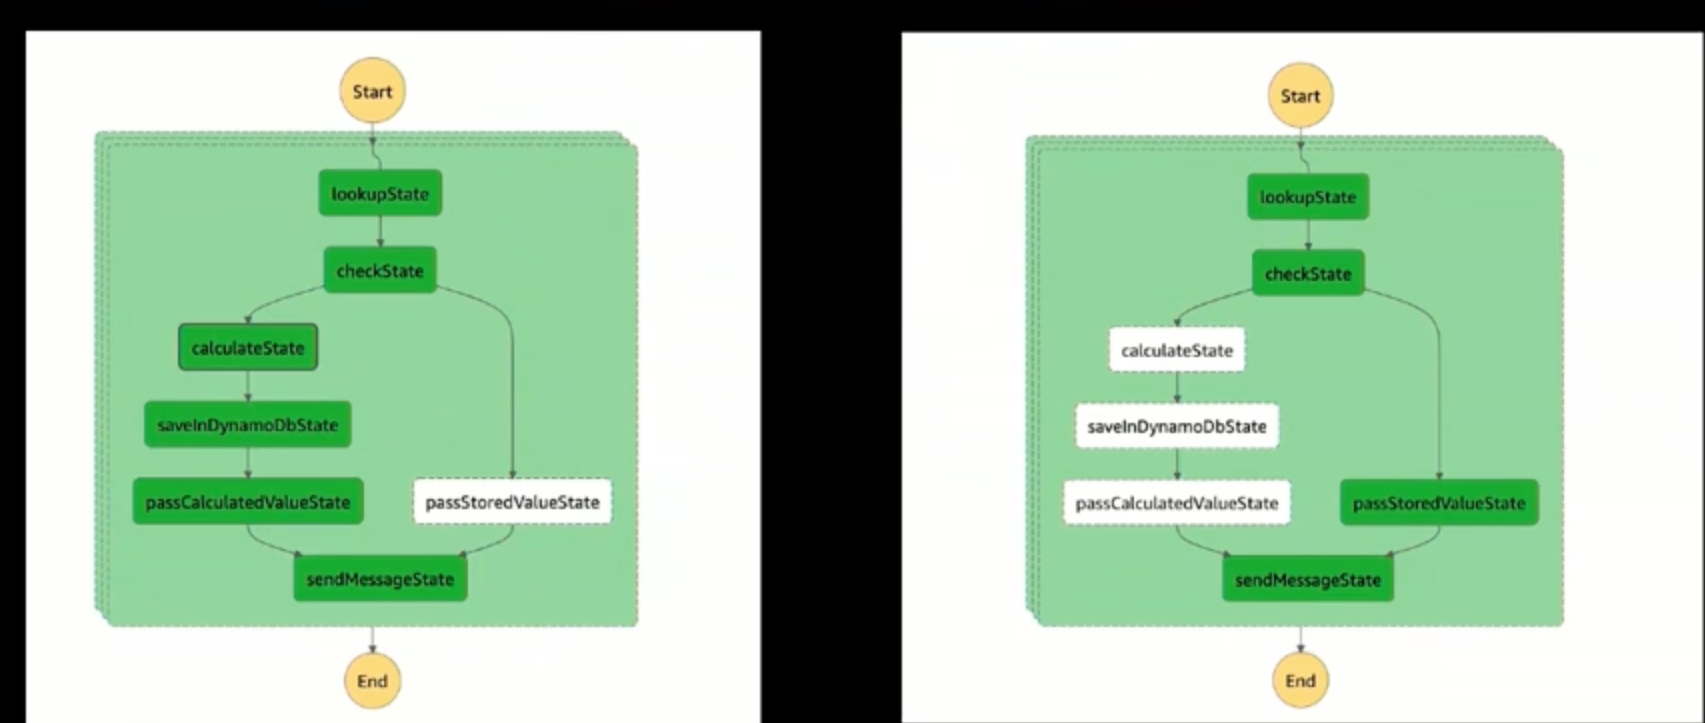 Start
lookupState
checkState
calculateState
saveInDynamoDbState
passCalculatedValueState
passStoredValueState
sendMessageState
End
Start
lookupState
checkState
calculateState
saveInDynamoDbState
passCalculatedValueState
passStoredValueState
sendMessageState
End